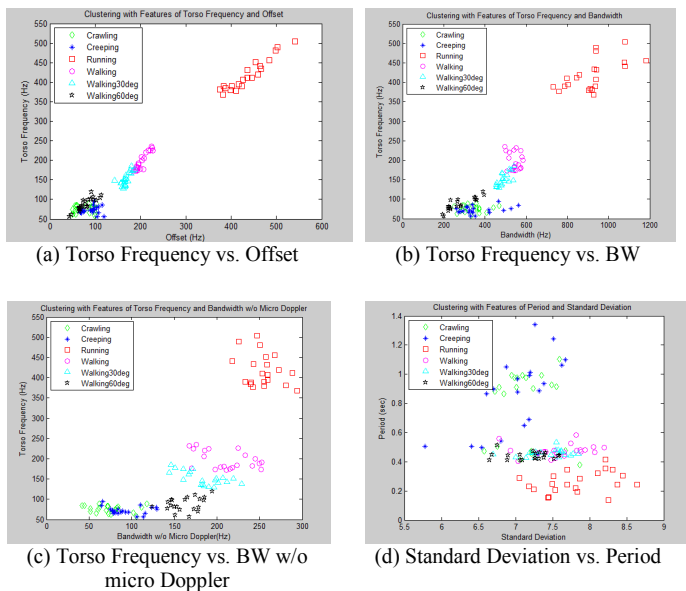 Clustering with Features of Torso Frequency and Offset
Torso Frequency (Hz)
550
500
450
400
350
300
250
200
150
100
50
Crawling
Creeping
Running
Walking
Walking30deg
Walking60deg
0 100 200 300 400 500 600
Offset (Hz)
(a) Torso Frequency vs. Offset
Clustering with Features of Torso Frequency and Bandwidth
Torso Frequency (Hz)
550
500
450
400
350
300
250
200
150
100
50
Crawling
Creeping
Running
Walking
Walking30deg
Walking60deg
0 200 400 600 800 1000 1200
Bandwidth (Hz)
(b) Torso Frequency vs. BW
Clustering with Features of Torso Frequency and Bandwidth w/o Micro Doppler
Torso Frequency (Hz)
550
500
450
400
350
300
250
200
150
100
50
Crawling
Creeping
Running
Walking
Walking30deg
Walking60deg
0 50 100 150 200 250 300
Bandwidth w/o Micro Doppler(Hz)
(c) Torso Frequency vs. BW w/o
micro Doppler
Clustering with Features of Period and Standard Deviation
Period (sec)
1.4
1.2
1
0.8
0.6
0.4
0.2
0
Crawling
Creeping
Running
Walking
Walking30deg
Walking60deg
5.5 6 6.5 7 7.5 8 8.5 9
Standard Deviation
(d) Standard Deviation vs. Period